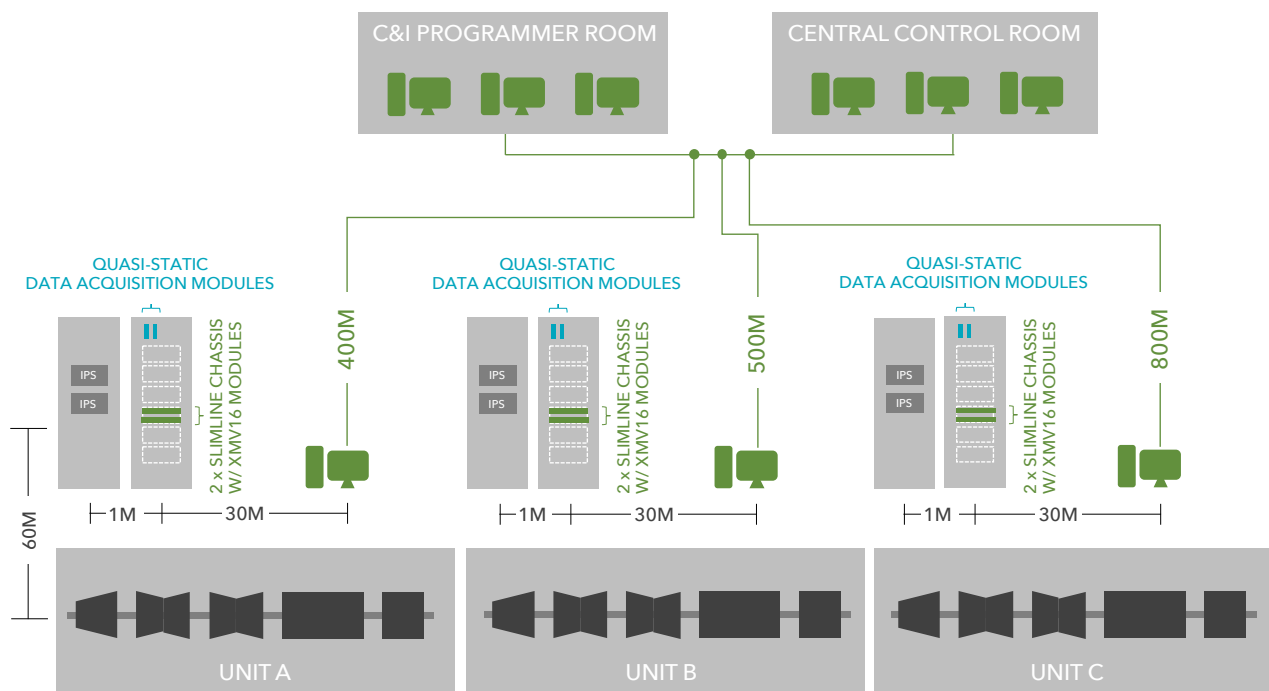 C&I PROGRAMMER ROOM
CENTRAL CONTROL ROOM
QUASI-STATIC
DATA ACQUISITION MODULES
IPS
IPS
2 x SLIMLINE CHASSIS
W/ XMV16 MODULES
400M
1M
30M
QUASI-STATIC
DATA ACQUISITION MODULES
IPS
IPS
2 x SLIMLINE CHASSIS
W/ XMV16 MODULES
500M
1M
30M
QUASI-STATIC
DATA ACQUISITION MODULES
IPS
IPS
2 x SLIMLINE CHASSIS
W/ XMV16 MODULES
800M
1M
30M
60M
UNIT A
UNIT B
UNIT C